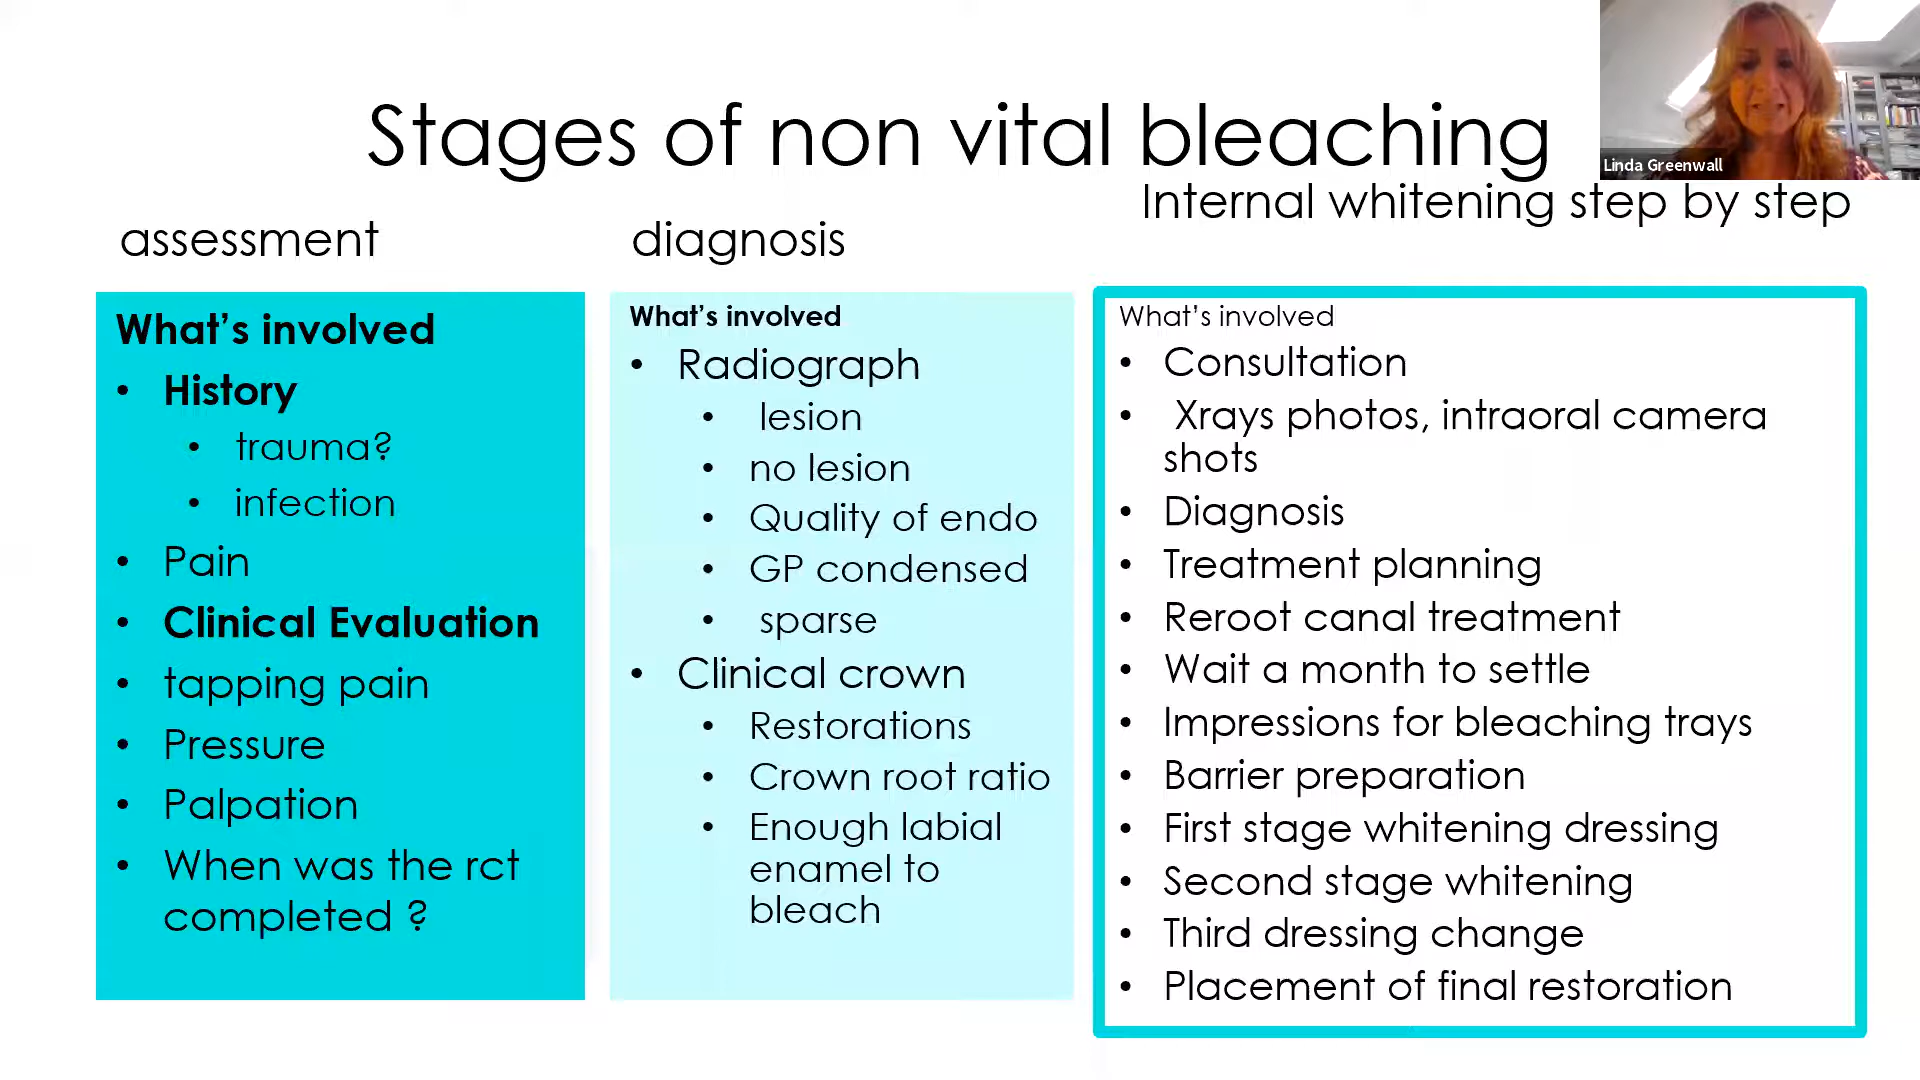 Stages of non vital bleaching
Linda Greenwall
assessment
What's involved
• History
• trauma?
• infection
• Pain
• Clinical Evaluation
• tapping pain
• Pressure
• Palpation
• When was the rct
completed ?
diagnosis
What's involved
• Radiograph
• lesion
• no lesion
• Quality of endo
• GP condensed
• sparse
• Clinical crown
• Restorations
• Crown root ratio
• Enough labial
enamel to
bleach
Internal whitening step by step
What's involved
• Consultation
• Xrays photos, intraoral camera
shots
• Diagnosis
• Treatment planning
• Reroot canal treatment
• Wait a month to settle
• Impressions for bleaching trays
• Barrier preparation
• First stage whitening dressing
• Second stage whitening
• Third dressing change
• Placement of final restoration